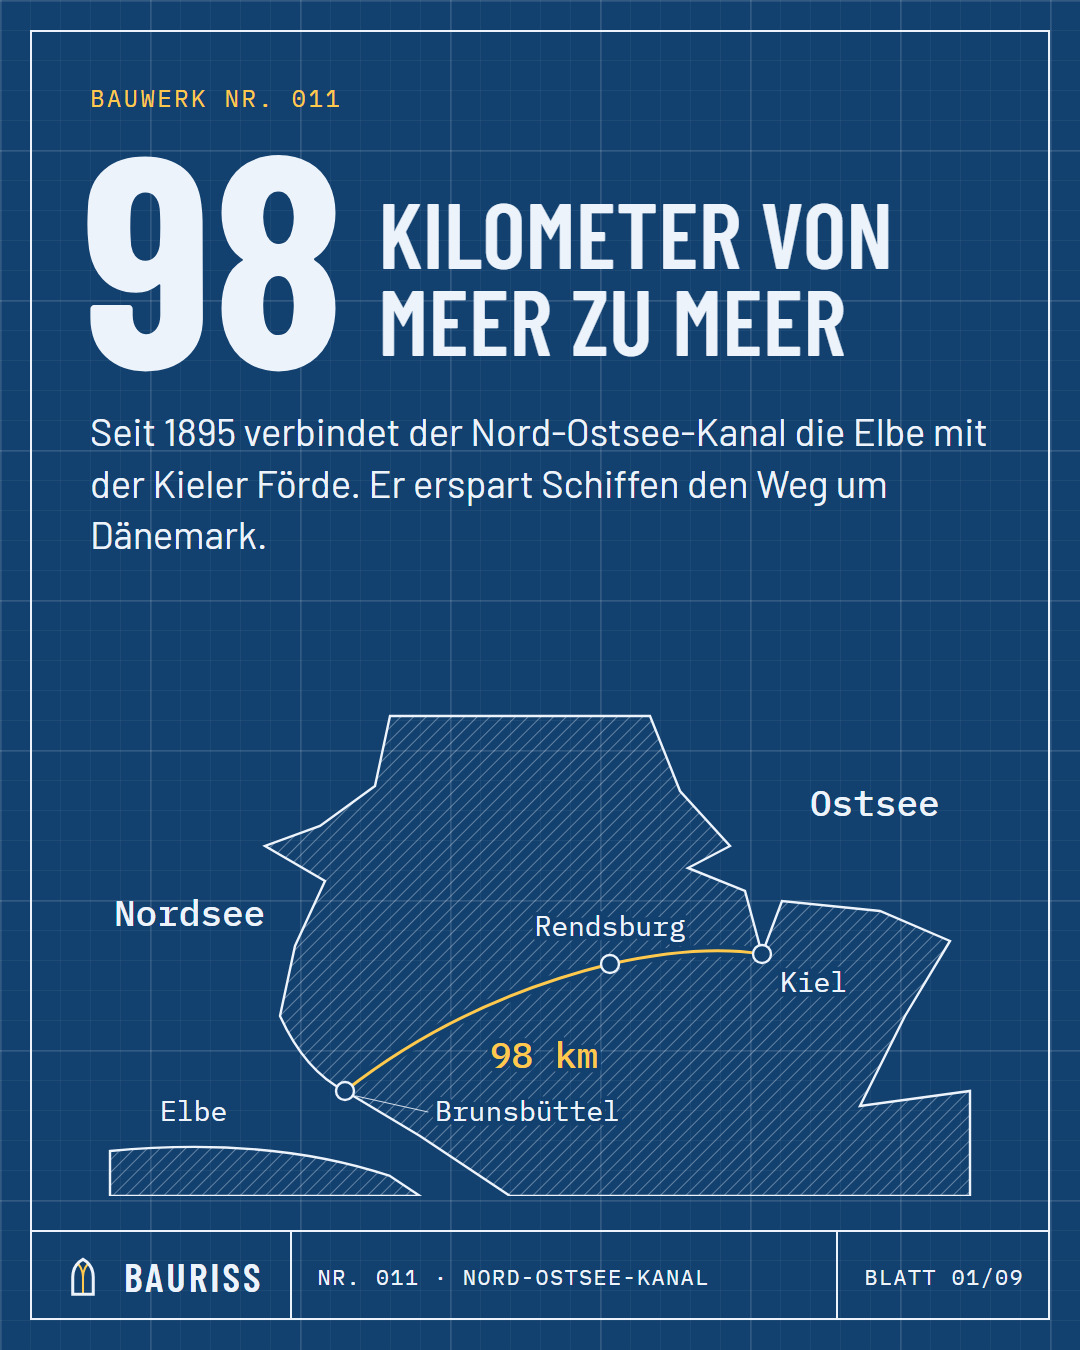 BAUWERK NR. 011
98
KILOMETER VON
MEER ZU MEER
Seit 1895 verbindet der Nord-Ostsee-Kanal die Elbe mit
der Kieler Förde. Er erspart Schiffen den Weg um
Dänemark.
Ostsee
Nordsee
Rendsburg
Kiel
98 km
Elbe
Brunsbüttel
BAURISS
NR. 011 · NORD-OSTSEE-KANAL
BLATT 01/09